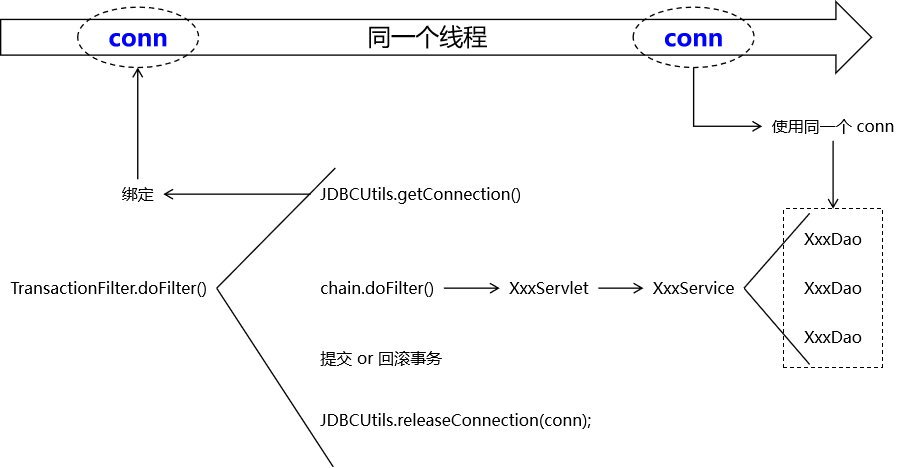 conn
同一个线程
conn
使用同一个 conn
绑定
JDBCUtils.getConnection()
XxxDao
TransactionFilter.doFilter()
chain.doFilter()
XxxServlet
XxxService
XxxDao
XxxDao
提交 or 回滚事务
JDBCUtils.releaseConnection(conn);